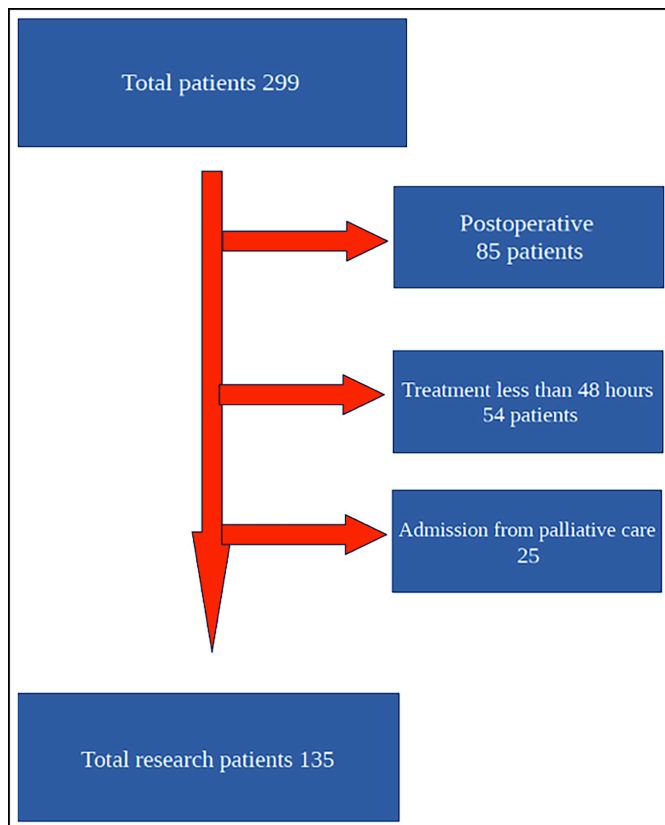 Total patients 299
Postoperative
85 patients
Treatment less than 48 hours
54 patients
Admission from palliative care
25
Total research patients 135